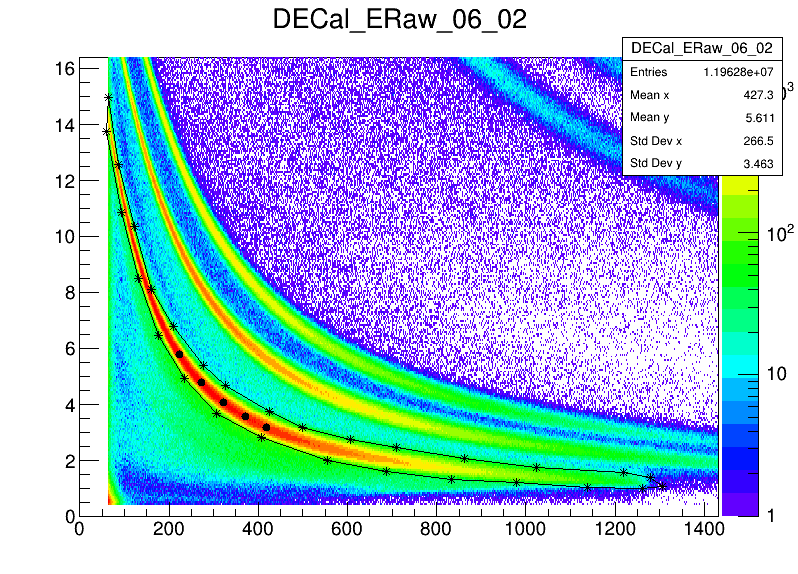 DECal_ERaw_06_02
DECal_ERaw_06_02
Entries 1.19628e+07
Mean x 427.3
Mean y 5.611
Std Dev x 266.5
Std Dev y 3.463
16
14
12
10
8
6
4
2
0
0 200 400 600 800 1000 1200 1400
3
10²
10
1